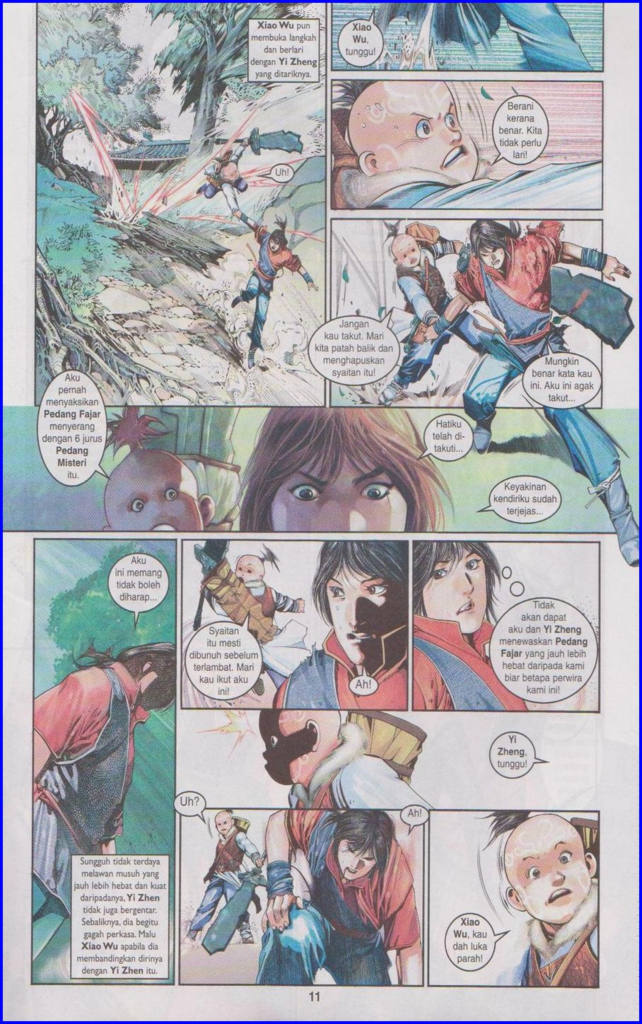 Xiao Wu pun
membuka langkah
dan berlari
dengan Yi Zheng
yang ditariknya.
Uh!
Xiao
Wu,
tunggu!
Berani
kerana
benar. Kita
tidak perlu
lari!
Jangan
kau takut. Mari
kita patah balik dan
menghapuskan
syaitan itu!
Mungkin
benar kata kau
ini. Aku ini agak
takut...
Aku
pernah
menyaksikan
Pedang Fajar
menyerang
dengan 6 jurus
Pedang
Misteri
itu.
Hatiku
telah di-
takuti...
Keyakinan
kendiriku sudah
terjejas...
Aku
ini memang
tidak boleh
diharap...
Sungguh tidak terdaya
melawan musuh yang
jauh lebih hebat dan kuat
daripadanya, Yi Zhen
tidak juga bergentar.
Sebaliknya, dia begitu
gagah perkasa. Malu
Xiao Wu apabila dia
membandingkan dirinya
dengan Yi Zhen itu.
Syaitan
itu mesti
dibunuh sebelum
terlambat. Mari
kau ikut aku
ini!
Ah!
Tidak
akan dapat
aku dan Yi Zheng
menewaskan Pedang
Fajar yang jauh lebih
hebat daripada kami
biar betapa perwira
kami ini!
Yi
Zheng,
tunggu!
Uh?
Ah!
Xiao
Wu, kau
dah luka
parah!
11